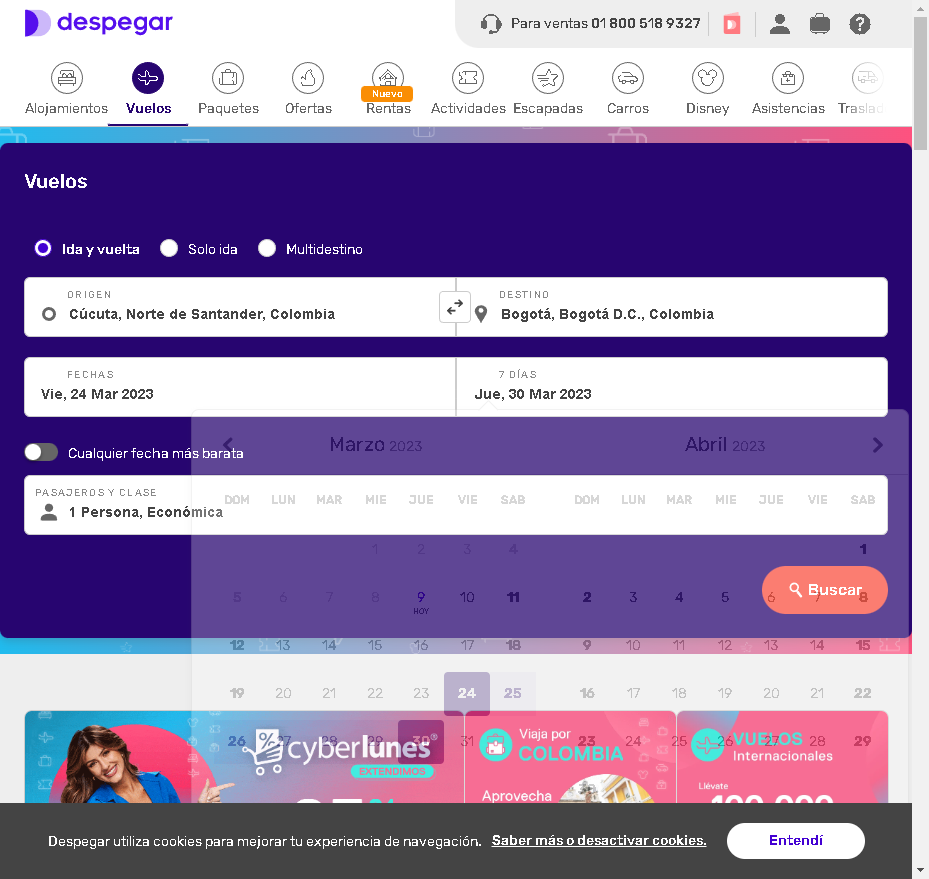 despegar
Para ventas 01 800 518 9327
Alojamientos
Vuelos
Paquetes
Ofertas
Nuevo
Rentas
Actividades
Escapadas
Carros
Disney
Asistencias
Traslad
Vuelos
Ida y vuelta
Solo ida
Multidestino
ORIGEN
Cúcuta, Norte de Santander, Colombia
DESTINO
Bogotá, Bogotá D.C., Colombia
FECHAS
Vie, 24 Mar 2023
7 DÍAS
Jue, 30 Mar 2023
Cualquier fecha más barata
PASAJEROS Y CLASE
1 Persona, Económica
Buscar
Marzo 2023
DOM LUN MAR MIE JUE VIE SAB
1 2 3 4
5 6 7 8 9 10 11
HOY
12 13 14 15 16 17 18
19 20 21 22 23 24 25
26 27 28 29 30 31
Abril 2023
DOM LUN MAR MIE JUE VIE SAB
1
2 3 4 5 6 7 8
9 10 11 12 13 14 15
16 17 18 19 20 21 22
23 24 25 26 27 28 29
cyberlunes®
EXTENDIMOS
Viaja por
COLOMBIA
Aprovecha
VUELOS
Internacionales
Llévate
Despegar utiliza cookies para mejorar tu experiencia de navegación. Saber más o desactivar cookies.
Entendí